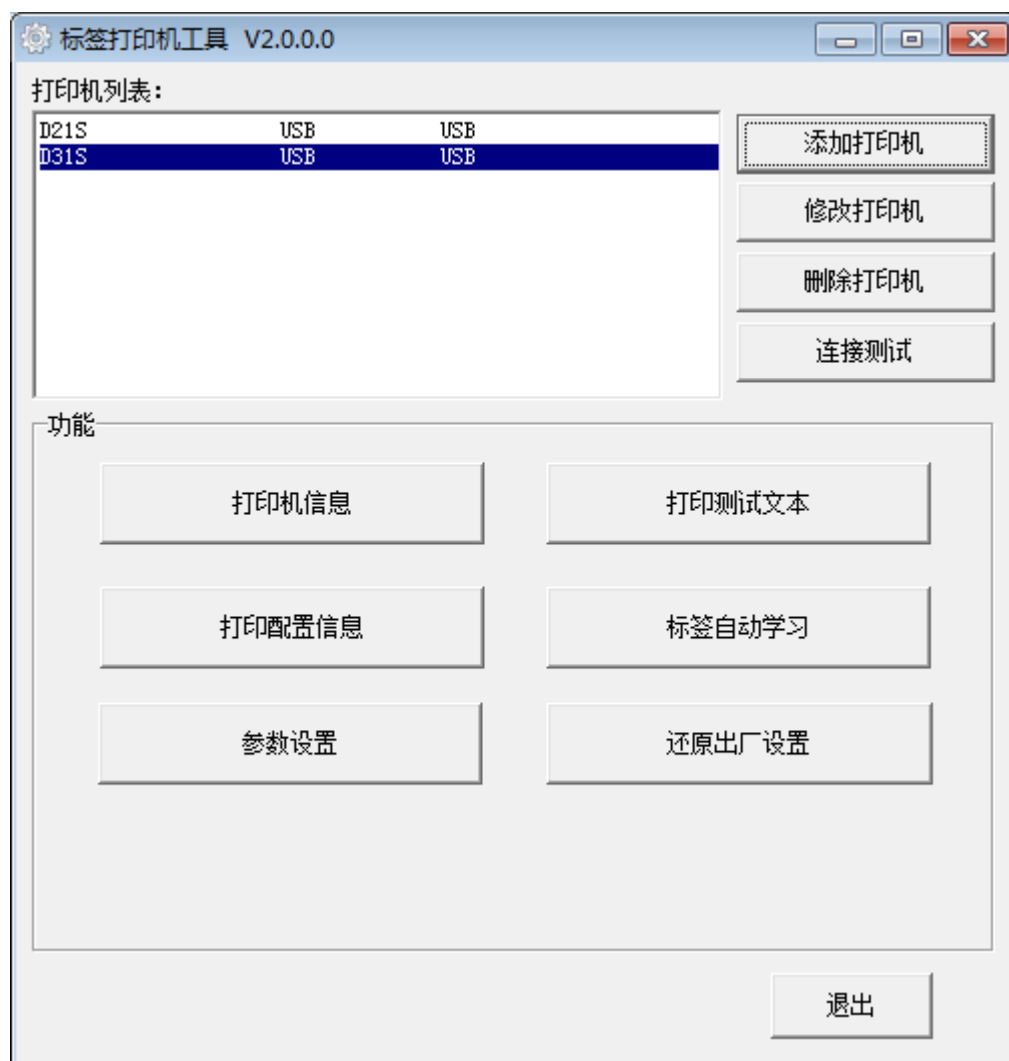 标签打印机工具 V2.0.0.0
打印机列表:
D21S USB USB
D31S USB USB
添加打印机
修改打印机
删除打印机
连接测试
功能
打印机信息
打印测试文本
打印配置信息
标签自动学习
参数设置
还原出厂设置
退出